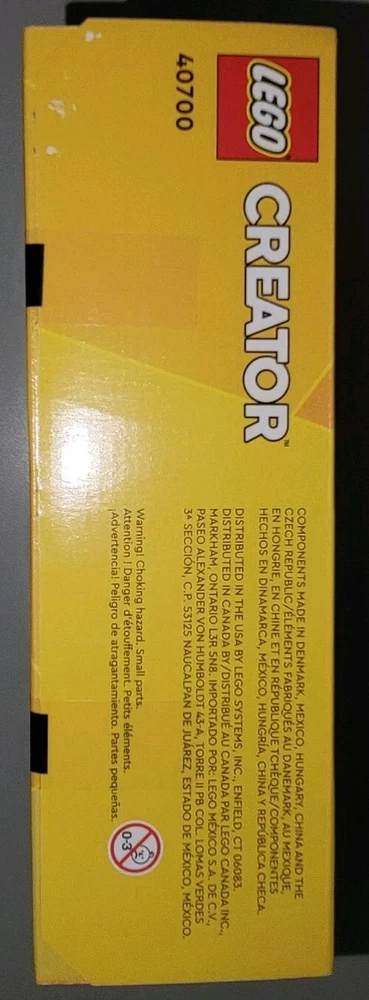 LEGO
CREATOR™
40700
COMPONENTS MADE IN DENMARK, MEXICO, HUNGARY, CHINA AND THE
CZECH REPUBLIC/ÉLÉMENTS FABRIQUÉS AU DANEMARK, AU MEXIQUE,
EN HONGRIE, EN CHINE ET EN RÉPUBLIQUE TCHÈQUE/COMPONENTES
HECHOS EN DINAMARCA, MÉXICO, HUNGRÍA, CHINA Y REPÚBLICA CHECA.
DISTRIBUTED IN THE USA BY LEGO SYSTEMS, INC., ENFIELD, CT 06083.
DISTRIBUTED IN CANADA BY/DISTRIBUÉ AU CANADA PAR LEGO CANADA INC.,
MARKHAM, ONTARIO L3R 5N8. IMPORTADO POR: LEGO MÉXICO S.A. DE C.V.,
PASEO ALEXANDER VON HUMBOLDT 43-A, TORRE II PB COL. LOMAS VERDES
3ª SECCIÓN, C.P. 53125 NAUCALPAN DE JUÁREZ, ESTADO DE MÉXICO, MÉXICO.
Warning! Choking hazard. Small parts.
Attention ! Danger d'étouffement. Petits éléments.
¡Advertencia! Peligro de atragantamiento. Partes pequeñas.
0-3